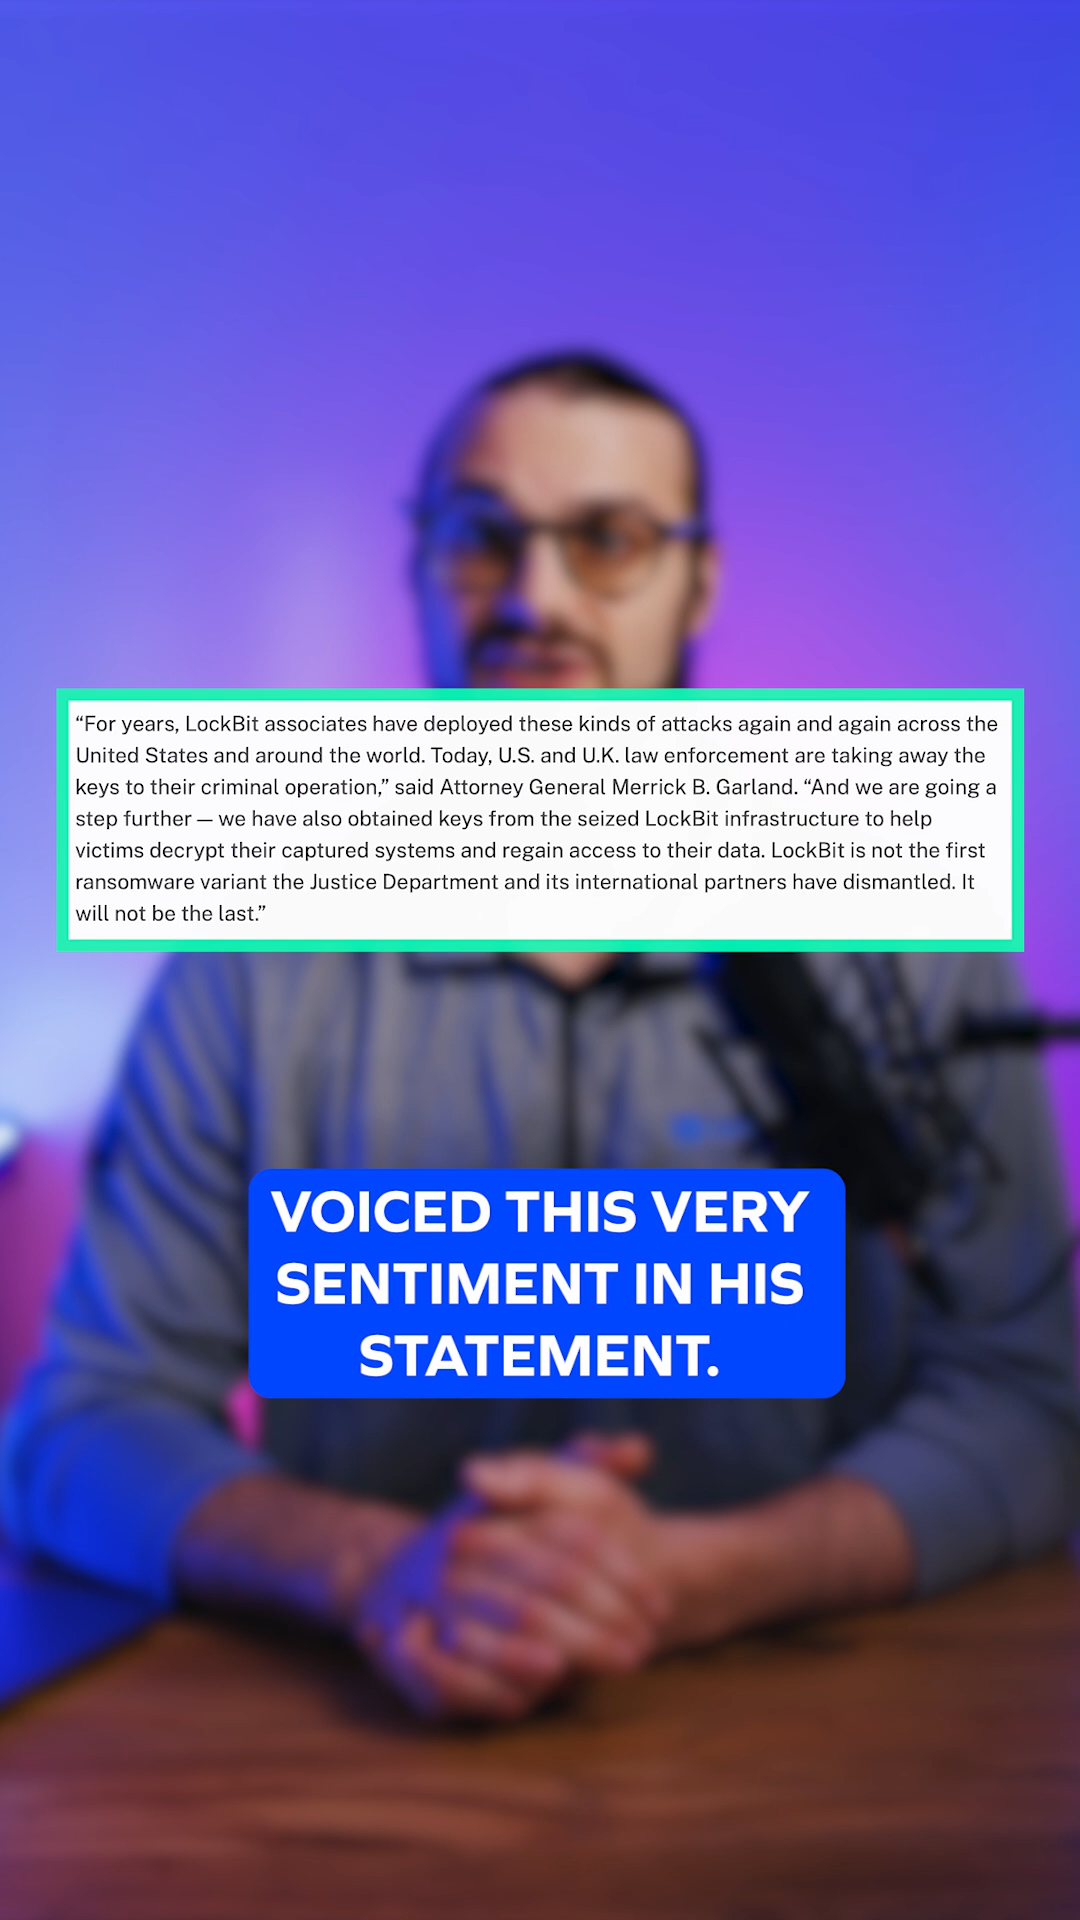 “For years, LockBit associates have deployed these kinds of attacks again and again across the
United States and around the world. Today, U.S. and U.K. law enforcement are taking away the
keys to their criminal operation,” said Attorney General Merrick B. Garland. “And we are going a
step further — we have also obtained keys from the seized LockBit infrastructure to help
victims decrypt their captured systems and regain access to their data. LockBit is not the first
ransomware variant the Justice Department and its international partners have dismantled. It
will not be the last.”
VOICED THIS VERY
SENTIMENT IN HIS
STATEMENT.